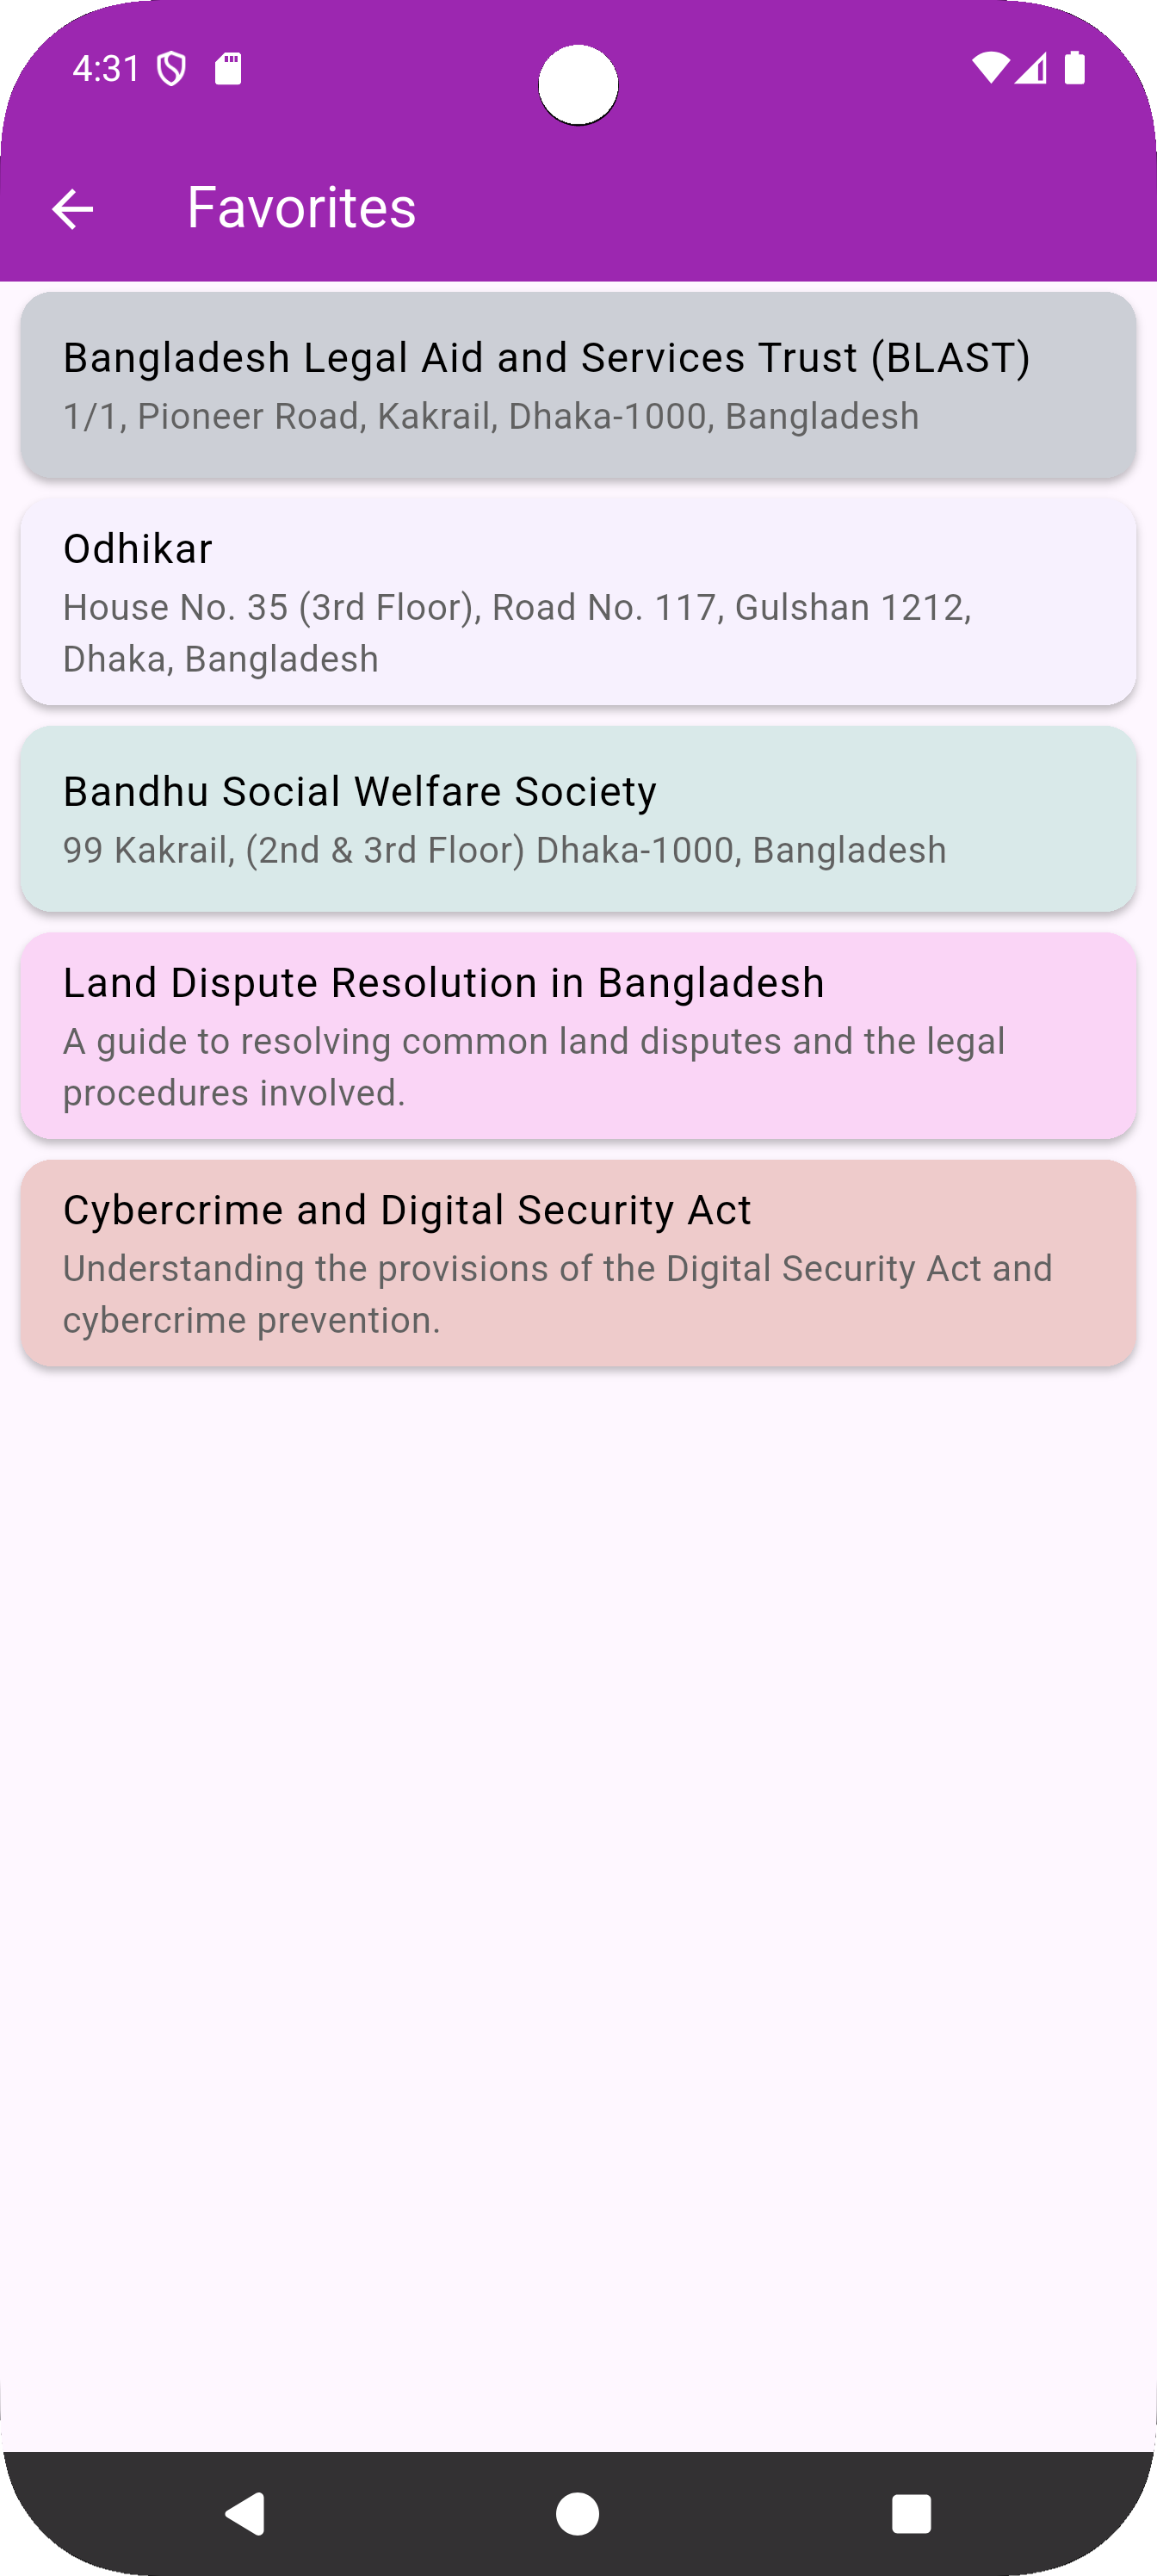 4:31
Favorites
Bangladesh Legal Aid and Services Trust (BLAST)
1/1, Pioneer Road, Kakrail, Dhaka-1000, Bangladesh
Odhikar
House No. 35 (3rd Floor), Road No. 117, Gulshan 1212,
Dhaka, Bangladesh
Bandhu Social Welfare Society
99 Kakrail, (2nd & 3rd Floor) Dhaka-1000, Bangladesh
Land Dispute Resolution in Bangladesh
A guide to resolving common land disputes and the legal
procedures involved.
Cybercrime and Digital Security Act
Understanding the provisions of the Digital Security Act and
cybercrime prevention.